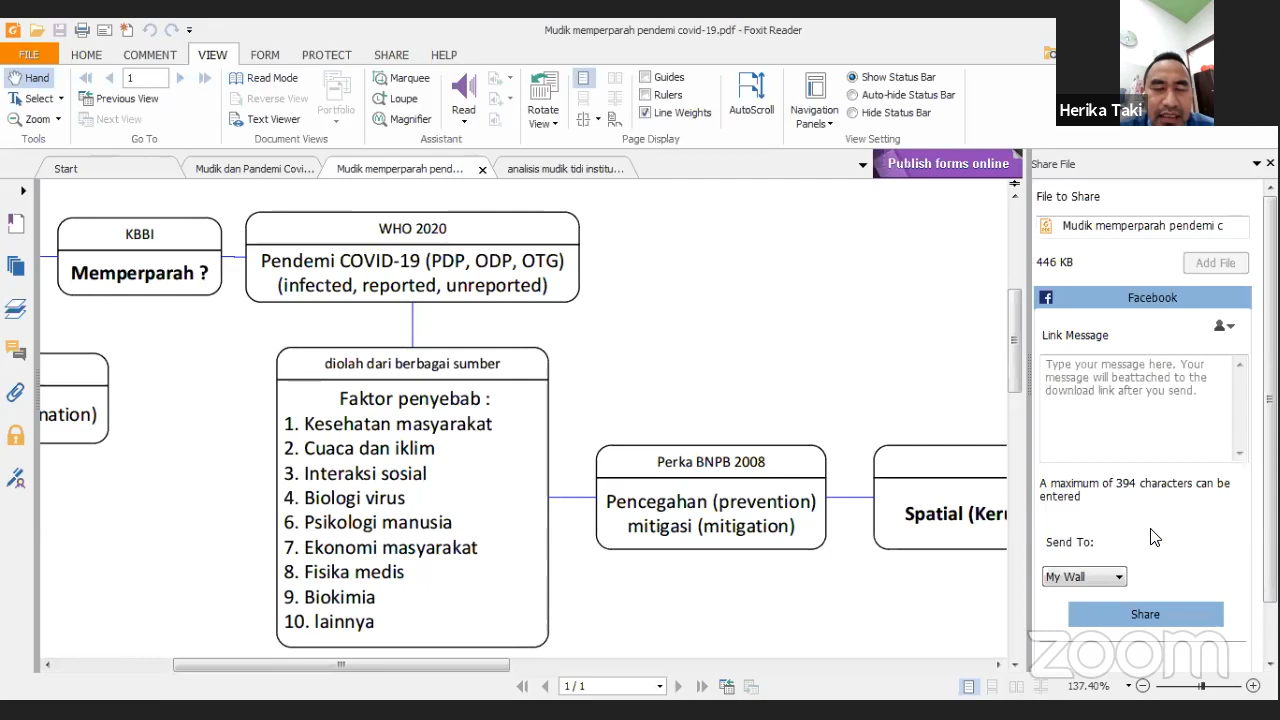 Mudik memperparah pendemi covid-19.pdf - Foxit Reader
FILE HOME COMMENT VIEW FORM PROTECT SHARE HELP
Hand
Select
Zoom
Tools
1
Previous View
Next View
Go To
Read Mode
Reverse View
Text Viewer
Portfolio
Document Views
Marquee
Loupe
Magnifier
Read
Assistant
Rotate
View
Guides
Rulers
Line Weights
AutoScroll
Page Display
Navigation
Panels
Show Status Bar
Auto-hide Status Bar
Hide Status Bar
View Setting
Herika Taki
Start
Mudik dan Pandemi Covi...
Mudik memperparah pend...
analisis mudik tidi institu...
Publish forms online
KBBI
Memperparah ?
WHO 2020
Pendemi COVID-19 (PDP, ODP, OTG)
(infected, reported, unreported)
nation)
diolah dari berbagai sumber
Faktor penyebab :
1. Kesehatan masyarakat
2. Cuaca dan iklim
3. Interaksi sosial
4. Biologi virus
6. Psikologi manusia
7. Ekonomi masyarakat
8. Fisika medis
9. Biokimia
10. lainnya
Perka BNPB 2008
Pencegahan (prevention)
mitigasi (mitigation)
Spatial (Keru
Share File
File to Share
Mudik memperparah pendemi c
446 KB
Add File
Facebook
Link Message
Type your message here. Your
message will beattached to the
download link after you send.
A maximum of 394 characters can be
entered
Send To:
My Wall
Share
zoom
1 / 1
137.40%